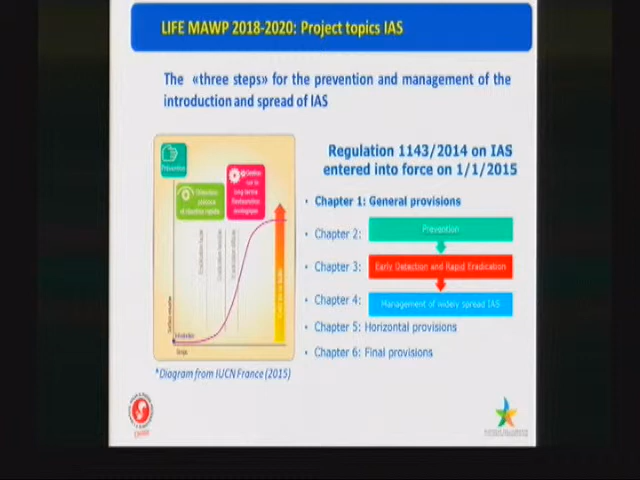 LIFE MAWP 2018-2020: Project topics IAS
The «three steps» for the prevention and management of the
introduction and spread of IAS
Prévention
Regulation 1143/2014 on IAS
entered into force on 1/1/2015
• Chapter 1: General provisions
• Chapter 2: Prevention
• Chapter 3: Early Detection and Rapid Eradication
• Chapter 4: Management of widely spread IAS
• Chapter 5: Horizontal provisions
• Chapter 6: Final provisions
*Diagram from IUCN France (2015)